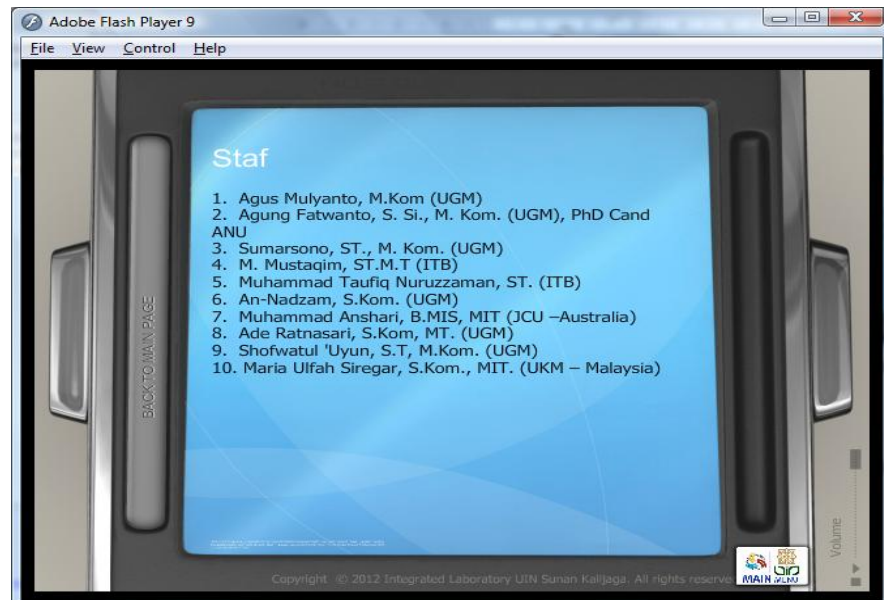 Adobe Flash Player 9
File View Control Help
Staf
1. Agus Mulyanto, M.Kom (UGM)
2. Agung Fatwanto, S. Si., M. Kom. (UGM), PhD Cand
ANU
3. Sumarsono, ST., M. Kom. (UGM)
4. M. Mustaqim, ST.M.T (ITB)
5. Muhammad Taufiq Nuruzzaman, ST. (ITB)
6. An-Nadzam, S.Kom. (UGM)
7. Muhammad Anshari, B.MIS, MIT (JCU –Australia)
8. Ade Ratnasari, S.Kom, MT. (UGM)
9. Shofwatul 'Uyun, S.T, M.Kom. (UGM)
10. Maria Ulfah Siregar, S.Kom., MIT. (UKM – Malaysia)
BACK TO MAIN PAGE
Volume
Copyright © 2012 Integrated Laboratory UIN Sunan Kalijaga. All rights reserve
MAIN MENU